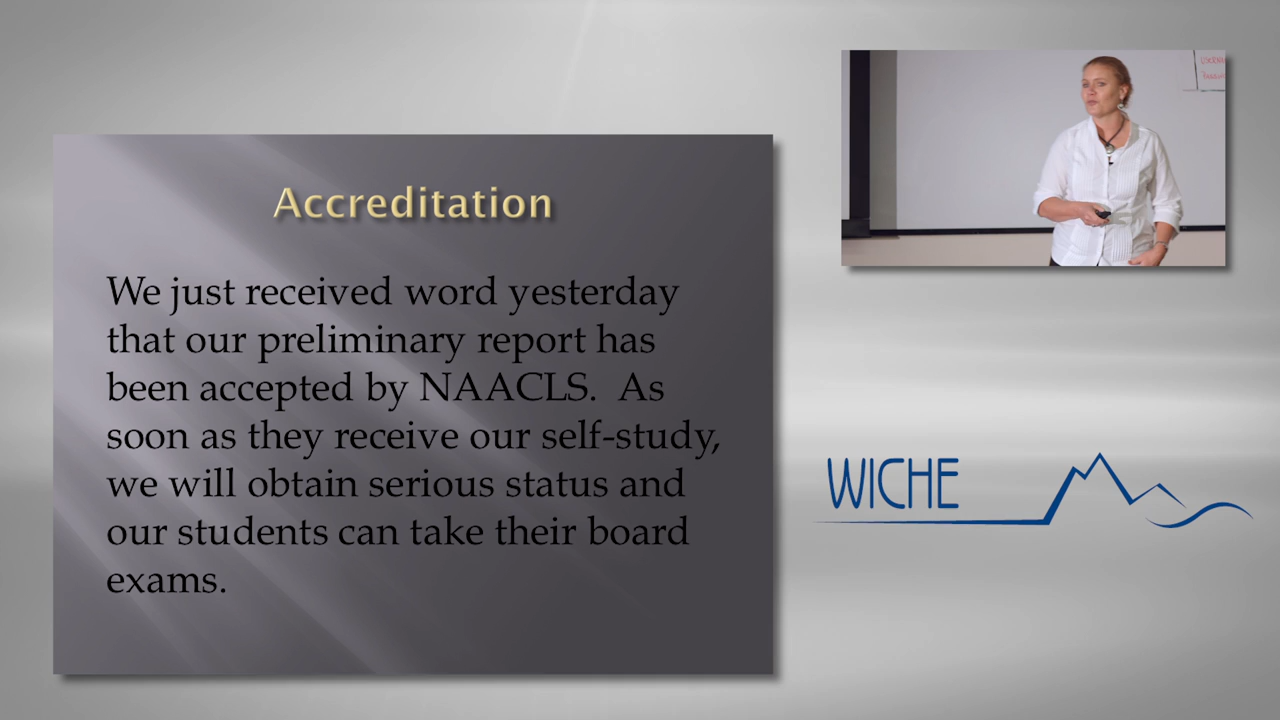 Accreditation
We just received word yesterday
that our preliminary report has
been accepted by NAACLS.  As
soon as they receive our self-study,
we will obtain serious status and
our students can take their board
exams.
WICHE